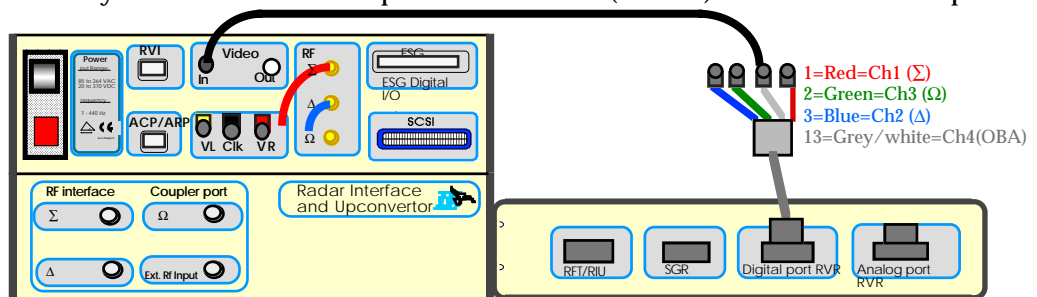 Power
85 to 264 VAC
20 to 370 VDC
7 - 440 Hz
RVI
ACP/ARP
Video
In
Out
VL Clk VR
RF
Σ
Δ
Ω
ESG
ESG Digital
I/O
SCSI
1=Red=Ch1 (Σ)
2=Green=Ch3 (Ω)
3=Blue=Ch2 (Δ)
13=Grey/white=Ch4(OBA)
RF interface
Σ
Δ
Coupler port
Ω
Ext. Rf Input
Radar Interface
and Upconvertor
RFT/RIU
SGR
Digital port RVR
Analog port
RVR